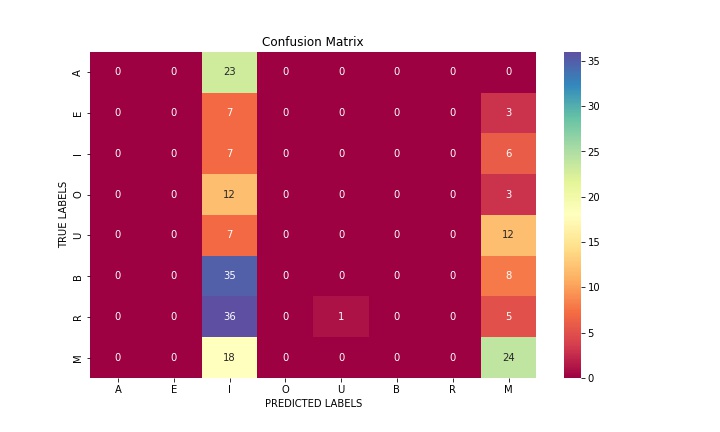 Confusion Matrix
A 0 0 23 0 0 0 0 0
E 0 0 7 0 0 0 0 3
I 0 0 7 0 0 0 0 6
O 0 0 12 0 0 0 0 3
U 0 0 7 0 0 0 0 12
B 0 0 35 0 0 0 0 8
R 0 0 36 0 1 0 0 5
M 0 0 18 0 0 0 0 24
TRUE LABELS
A E I O U B R M
PREDICTED LABELS
35
30
25
20
15
10
5
0